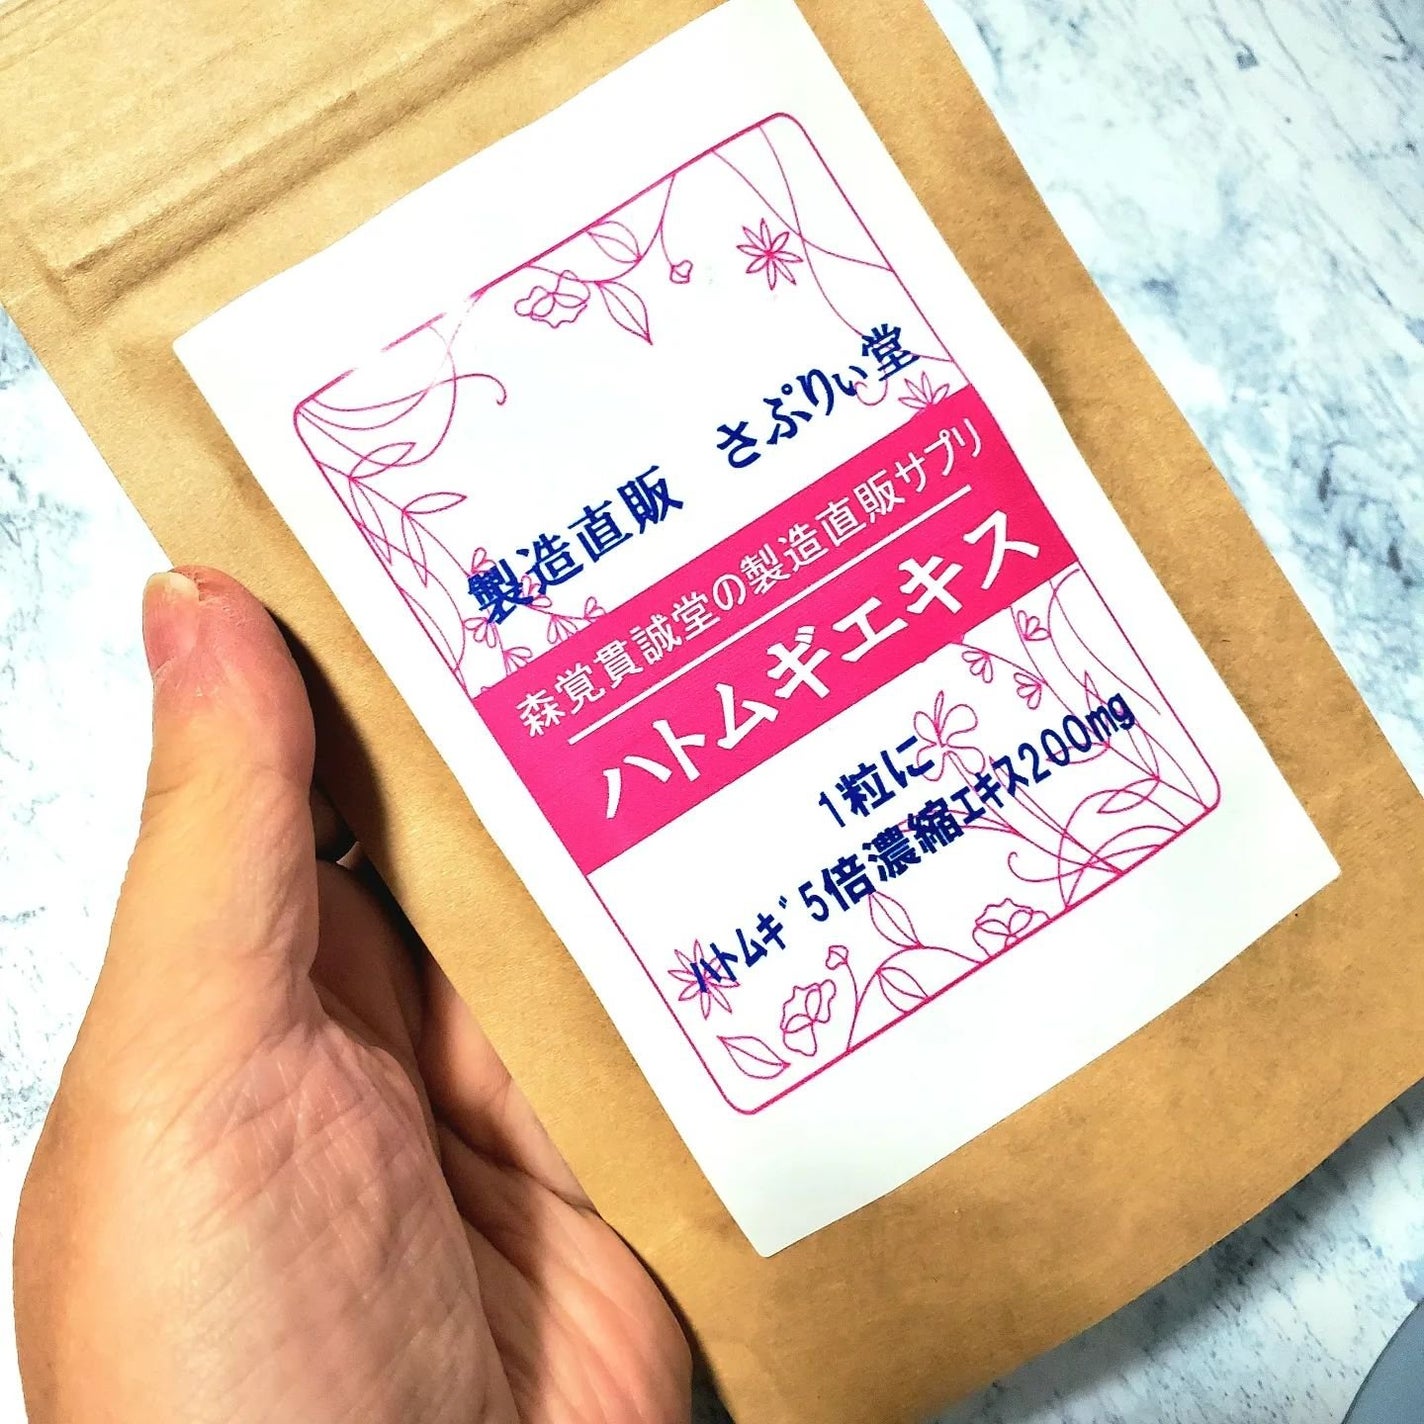 製造直販　さぷりぃ堂
森覚貫誠堂の製造直販サプリ
ハトムギエキス
1粒に
ﾊﾄﾑｷﾞ5倍濃縮ｴｷｽ200mg